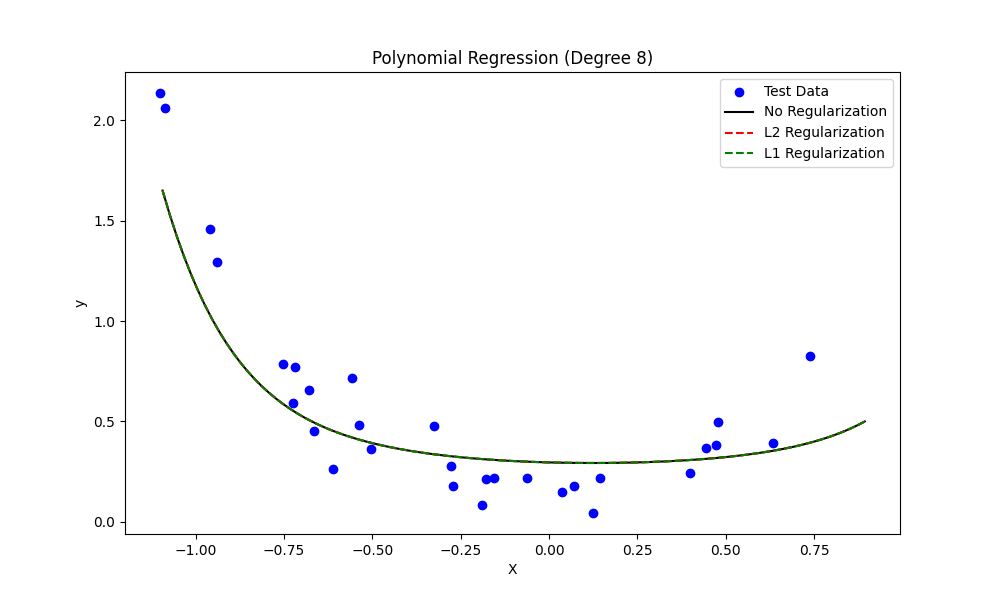 Polynomial Regression (Degree 8)
Test Data
No Regularization
L2 Regularization
L1 Regularization
y
2.0
1.5
1.0
0.5
0.0
−1.00 −0.75 −0.50 −0.25 0.00 0.25 0.50 0.75
X